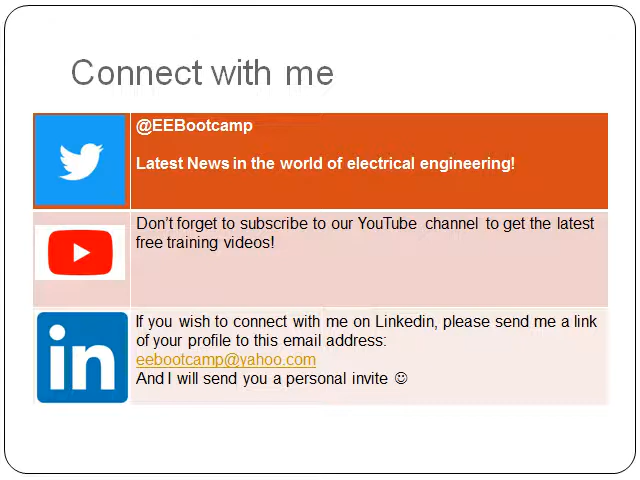 Connect with me
@EEBootcamp
Latest News in the world of electrical engineering!
Don't forget to subscribe to our YouTube channel to get the latest
free training videos!
in
If you wish to connect with me on Linkedin, please send me a link
of your profile to this email address:
eebootcamp@yahoo.com
And I will send you a personal invite ☺